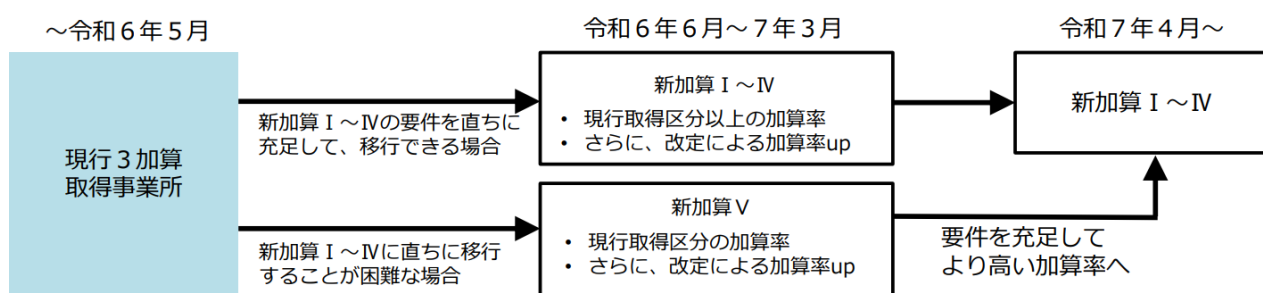 ～令和６年５月
令和６年６月～７年３月
令和７年４月～
現行３加算
取得事業所
新加算Ⅰ～Ⅳの要件を直ちに
充足して、移行できる場合
新加算Ⅰ～Ⅳ
• 現行取得区分以上の加算率
• さらに、改定による加算率up
新加算Ⅰ～Ⅳ
新加算Ⅰ～Ⅳに直ちに移行
することが困難な場合
新加算Ⅴ
• 現行取得区分の加算率
• さらに、改定による加算率up
要件を充足して
より高い加算率へ